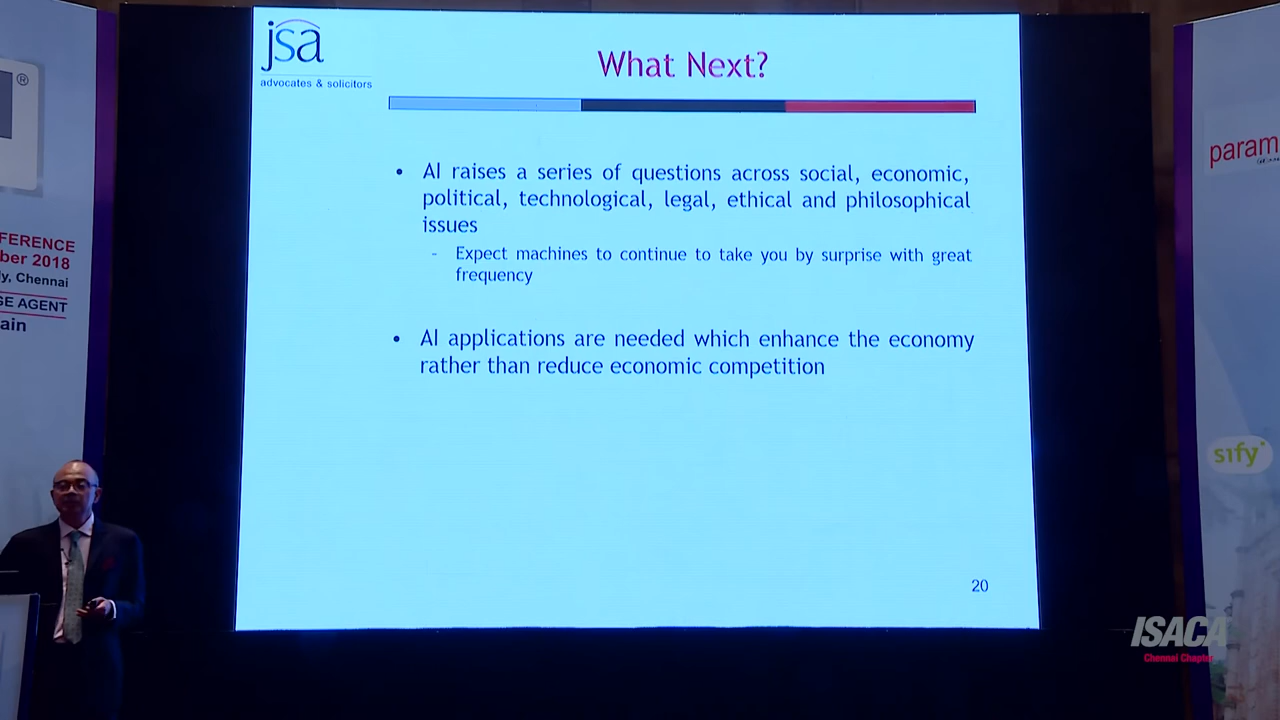 jsa
advocates & solicitors
What Next?
• AI raises a series of questions across social, economic,
political, technological, legal, ethical and philosophical
issues
- Expect machines to continue to take you by surprise with great
frequency
• AI applications are needed which enhance the economy
rather than reduce economic competition
20
®
FERENCE
ber 2018
y, Chennai
GE AGENT
ain
param
sify
ISACA
Chennai Chapter